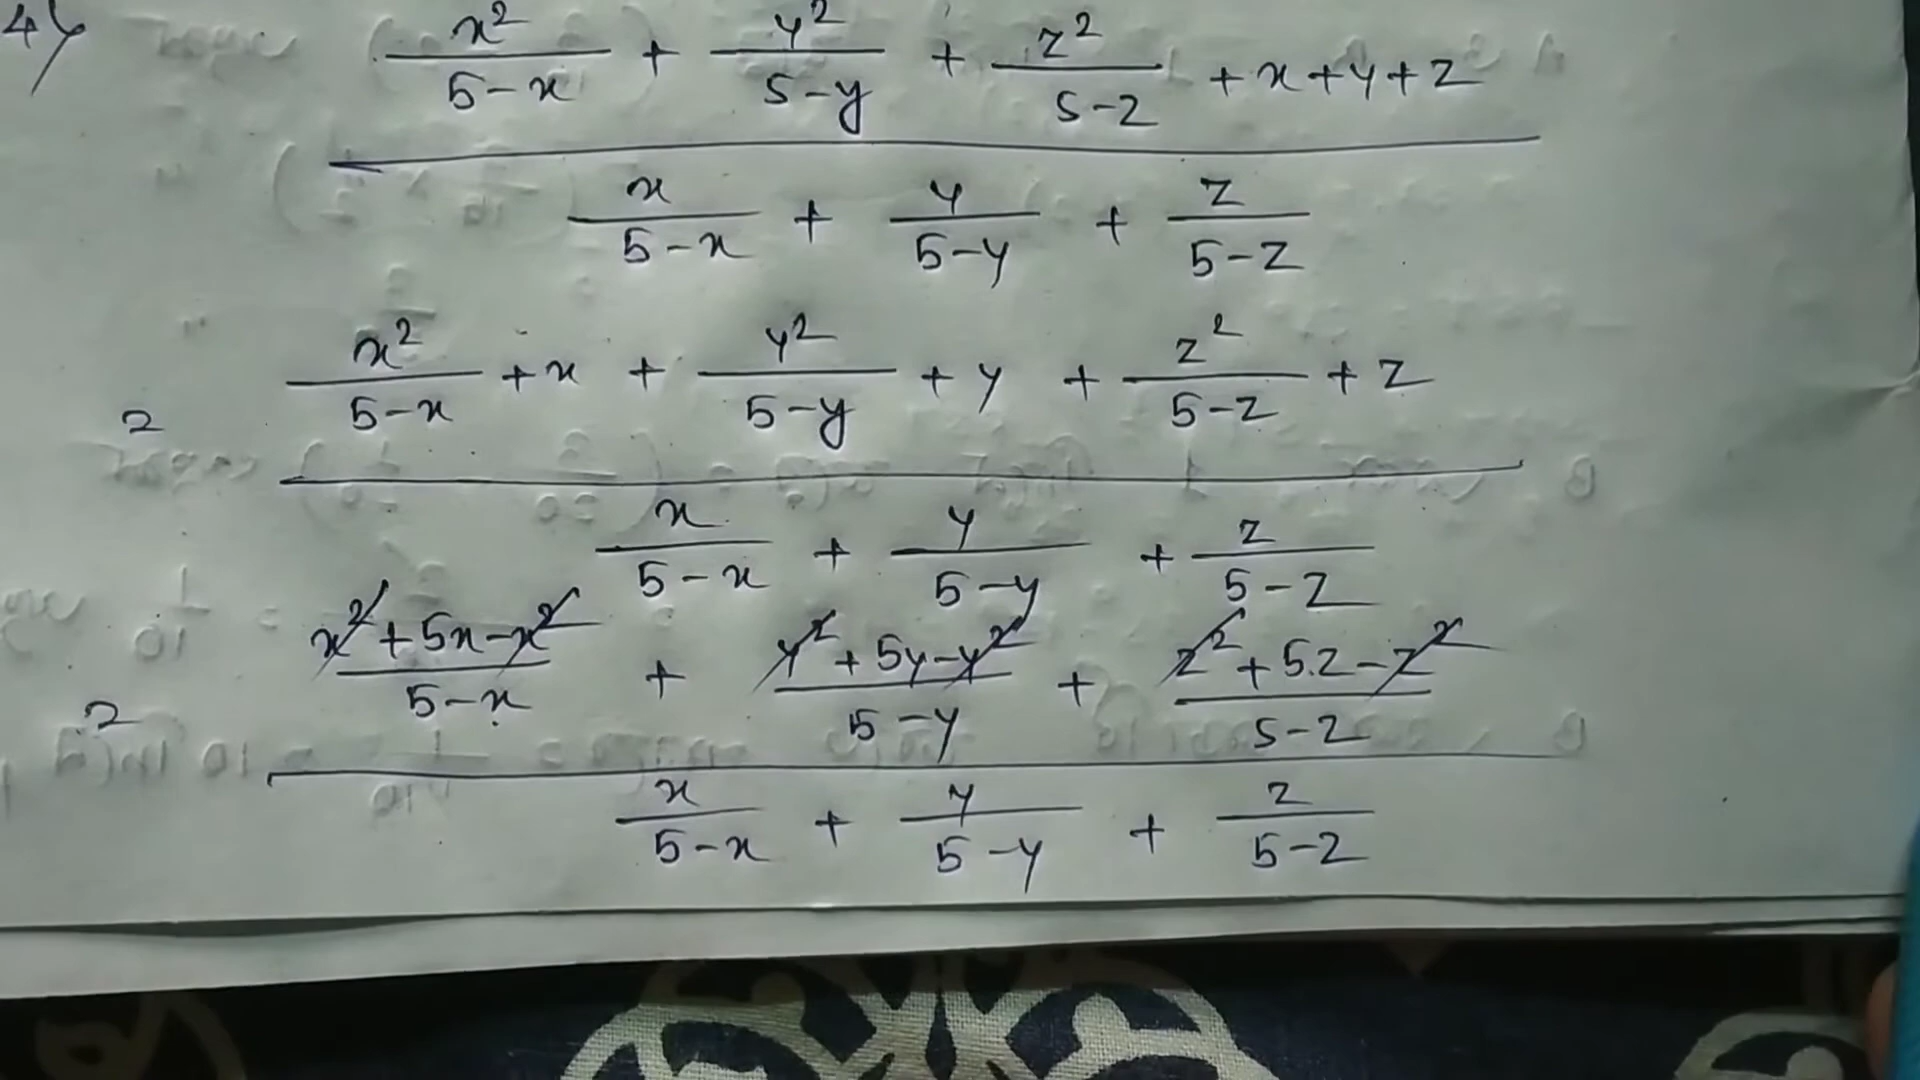 4)
x² / 5-x + y² / 5-y + z² / 5-z + x+y+z
x / 5-x + y / 5-y + z / 5-z
= x² / 5-x + x + y² / 5-y + y + z² / 5-z + z
x / 5-x + y / 5-y + z / 5-z
= x²+5x-x² / 5-x + y²+5y-y² / 5-y + z²+5z-z² / 5-z
x / 5-x + y / 5-y + z / 5-z